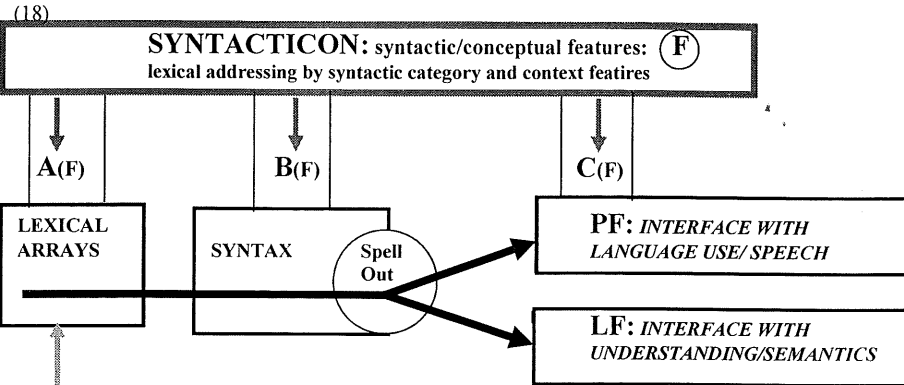 (18)
SYNTACTICON: syntactic/conceptual features: F
lexical addressing by syntactic category and context featires
A(F)
B(F)
C(F)
LEXICAL
ARRAYS
SYNTAX
Spell
Out
PF: INTERFACE WITH
LANGUAGE USE/ SPEECH
LF: INTERFACE WITH
UNDERSTANDING/SEMANTICS